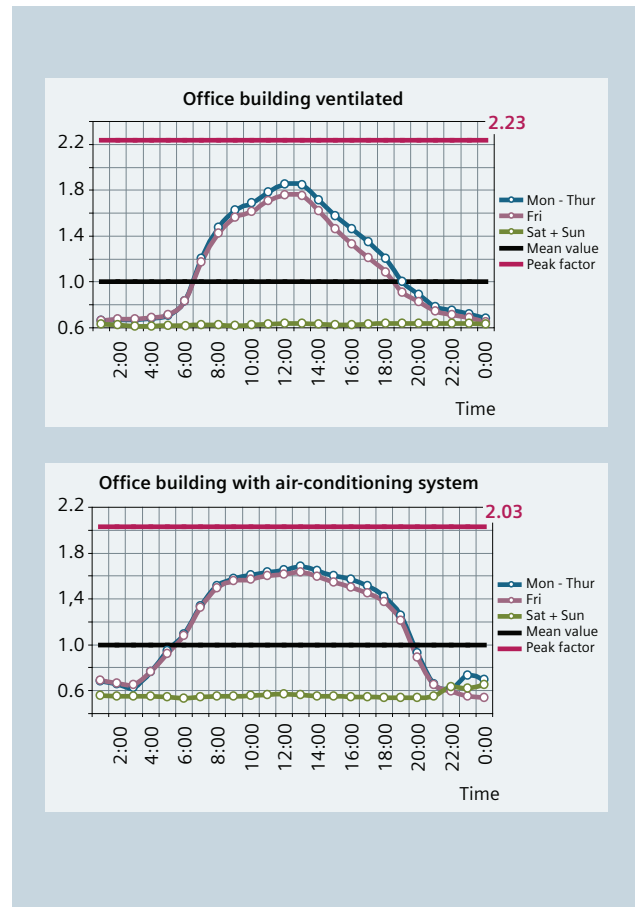 Office building ventilated
2.23
2.2
1.8
1.4
1.0
0.6
Mon - Thur
Fri
Sat + Sun
Mean value
Peak factor
2:00 4:00 6:00 8:00 10:00 12:00 14:00 16:00 18:00 20:00 22:00 0:00
Time
Office building with air-conditioning system
2.03
2.2
1.8
1.4
1.0
0.6
Mon - Thur
Fri
Sat + Sun
Mean value
Peak factor
2:00 4:00 6:00 8:00 10:00 12:00 14:00 16:00 18:00 20:00 22:00 0:00
Time